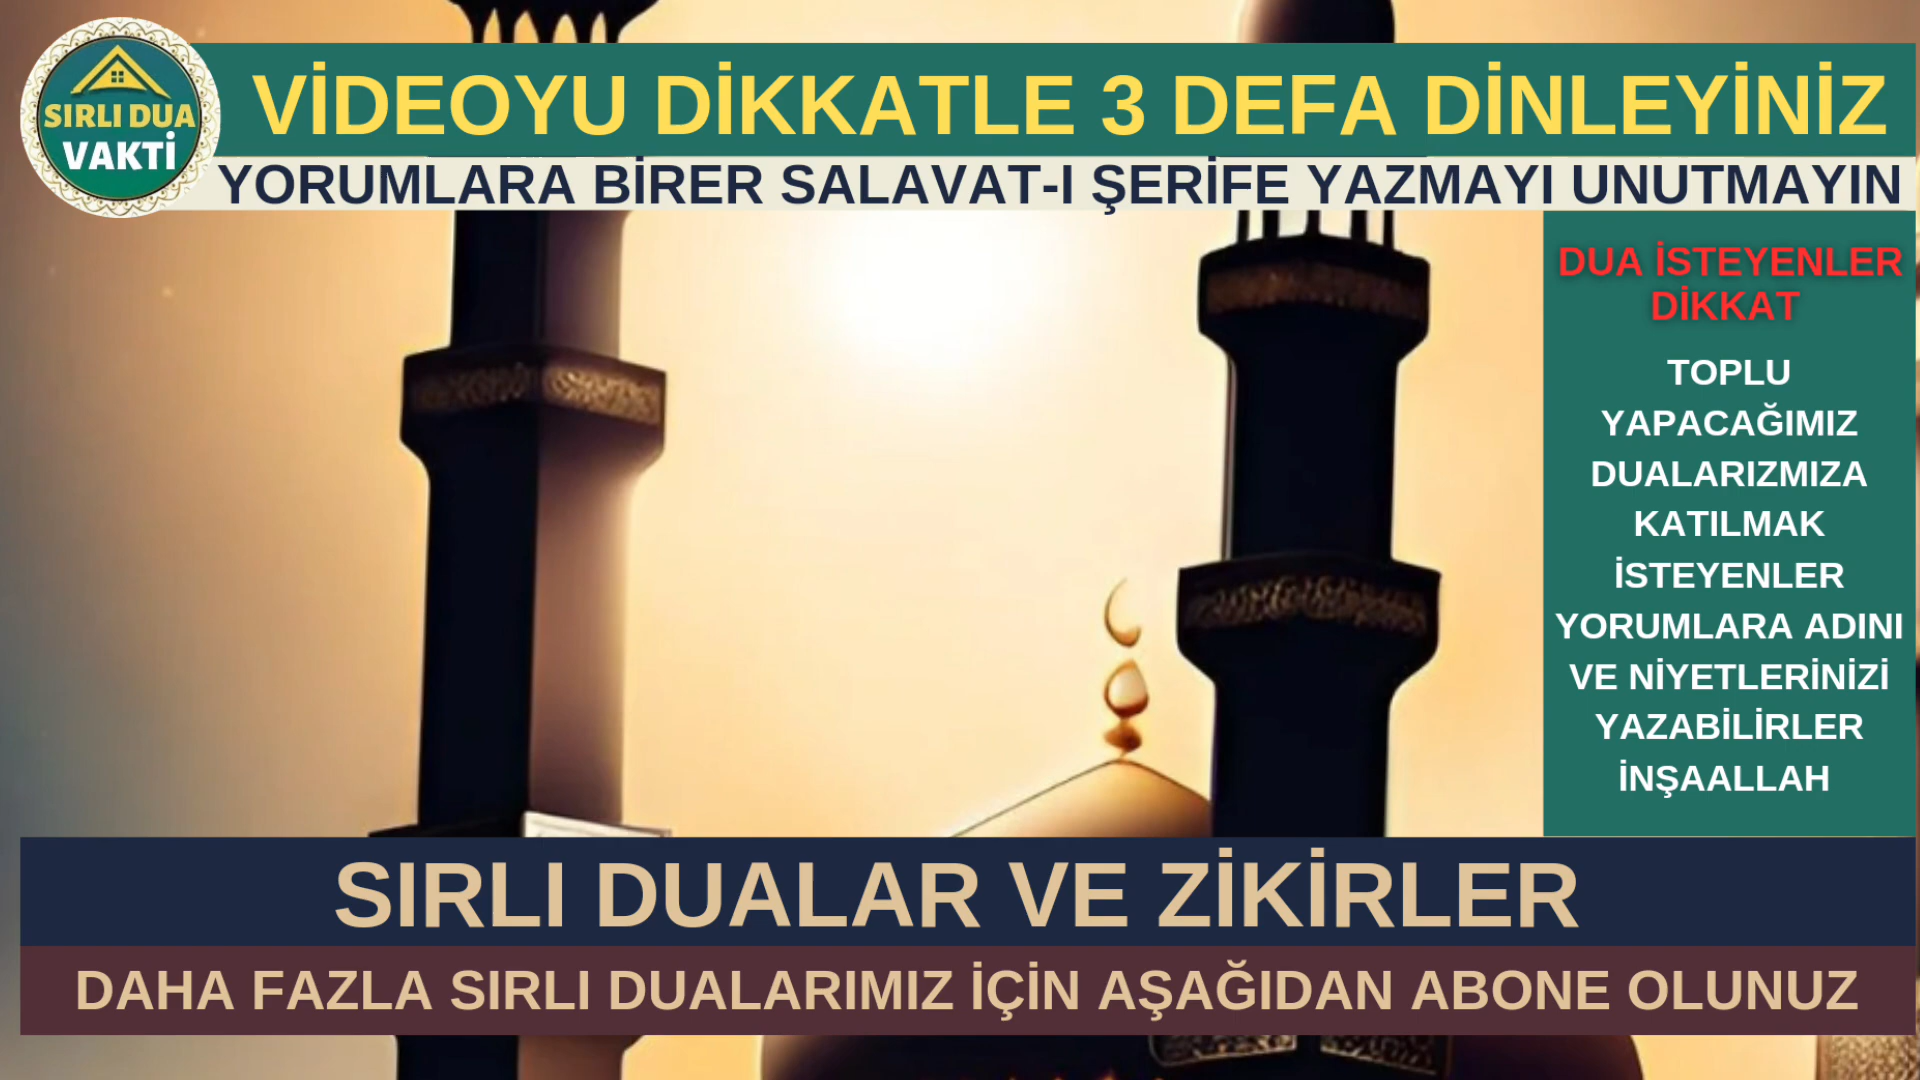 SIRLI DUA
VAKTİ
VİDEOYU DİKKATLE 3 DEFA DİNLEYİNİZ
YORUMLARA BİRER SALAVAT-I ŞERİFE YAZMAYI UNUTMAYIN
DUA İSTEYENLER
DİKKAT
TOPLU
YAPACAĞIMIZ
DUALARIZMIZA
KATILMAK
İSTEYENLER
YORUMLARA ADINI
VE NİYETLERİNİZİ
YAZABİLİRLER
İNŞAALLAH
SIRLI DUALAR VE ZİKİRLER
DAHA FAZLA SIRLI DUALARIMIZ İÇİN AŞAĞIDAN ABONE OLUNUZ